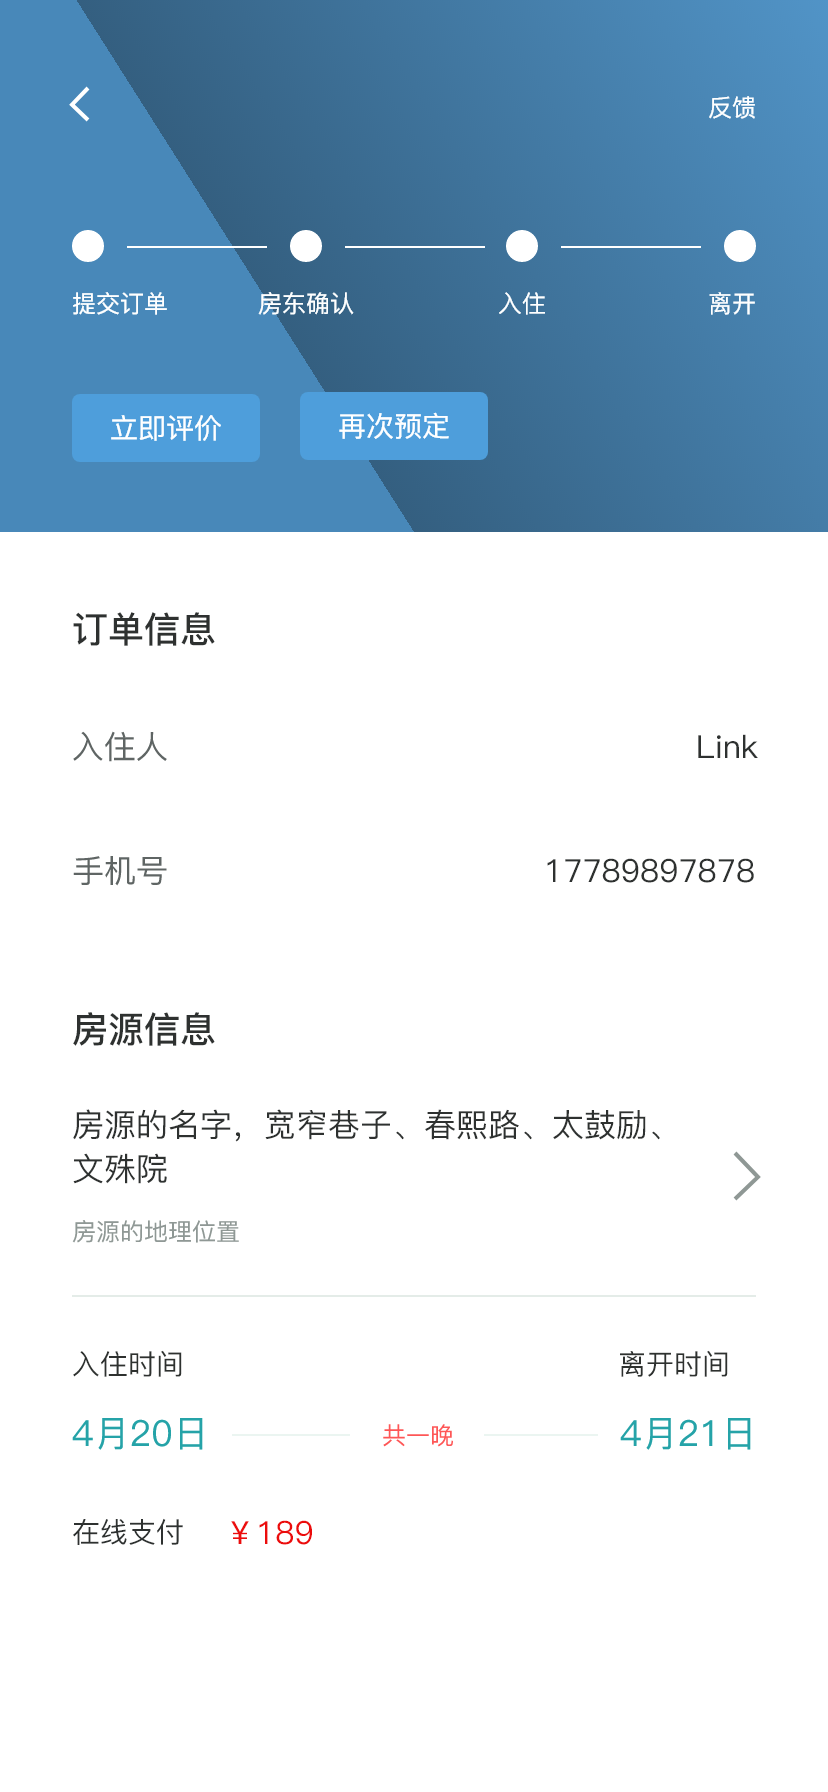 反馈
提交订单 房东确认 入住 离开
立即评价 再次预定
订单信息
入住人 Link
手机号 17789897878
房源信息
房源的名字，宽窄巷子、春熙路、太鼓励、
文殊院
房源的地理位置
入住时间 离开时间
4月20日 共一晚 4月21日
在线支付 ¥189